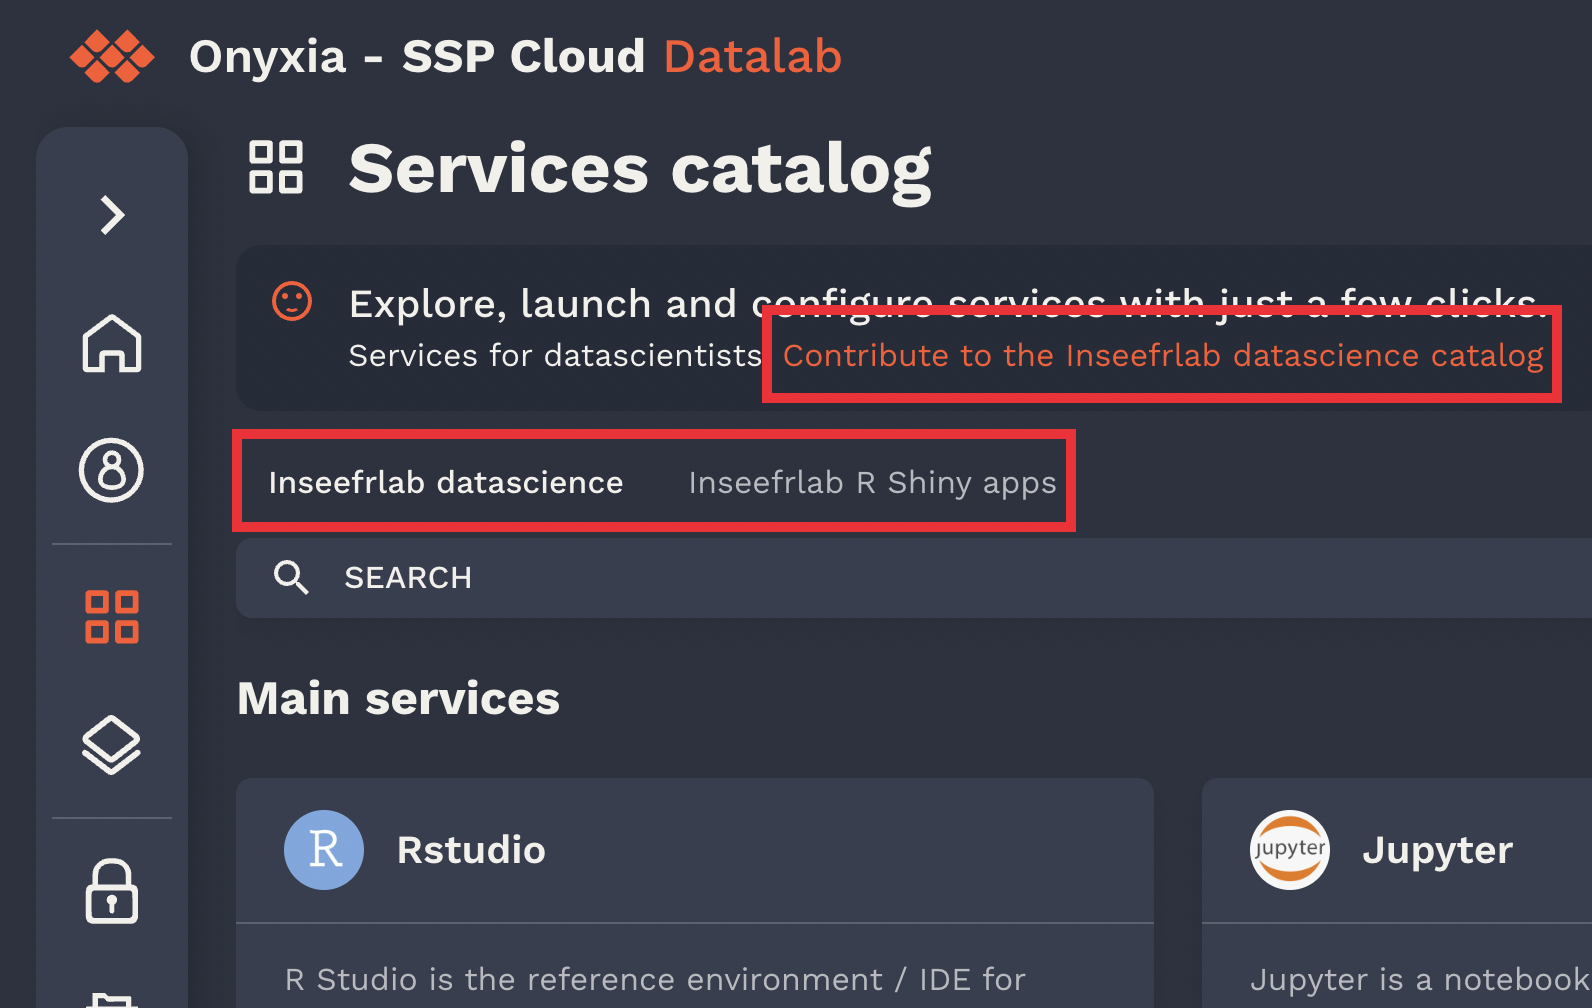 Onyxia - SSP Cloud Datalab
Services catalog
Explore, launch and configure services with just a few clicks.
Services for datascientists Contribute to the Inseefrlab datascience catalog
Inseefrlab datascience Inseefrlab R Shiny apps
SEARCH
Main services
R Rstudio
jupyter Jupyter
R Studio is the reference environment / IDE for
Jupyter is a notebook